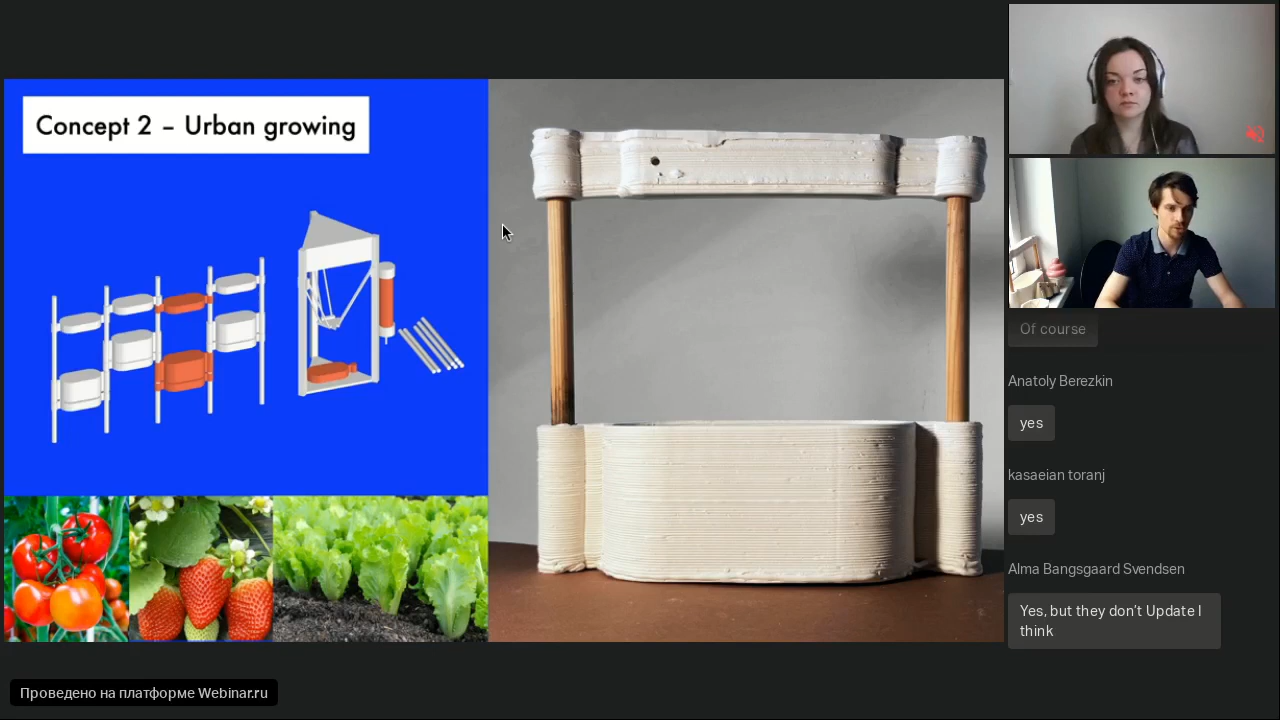 Concept 2 – Urban growing
Of course
Anatoly Berezkin
yes
kasaeian toranj
yes
Alma Bangsgaard Svendsen
Yes, but they don't Update I
think
Проведено на платформе Webinar.ru